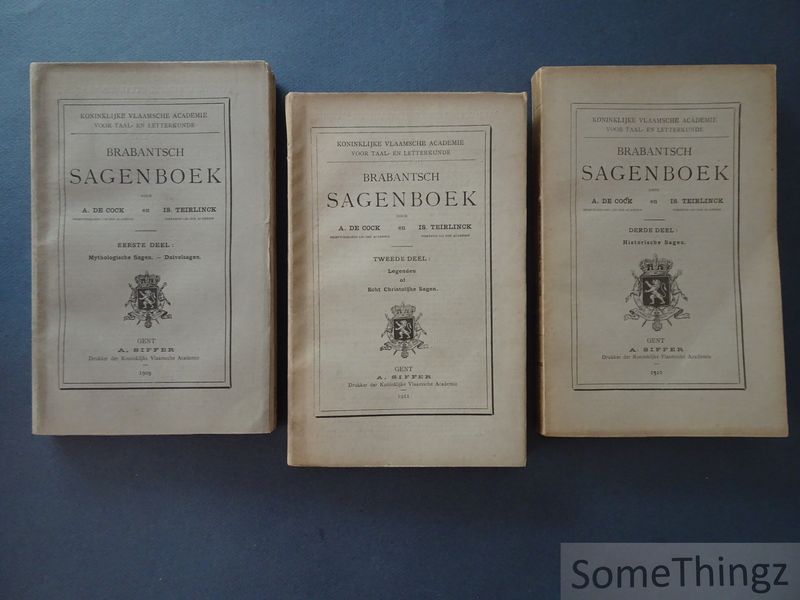 KONINKLIJKE VLAAMSCHE ACADEMIE
VOOR TAAL- EN LETTERKUNDE
BRABANTSCH
SAGENBOEK
DOOR
A. DE COCK en IS. TEIRLINCK
EERSTE DEEL:
Mythologische Sagen. — Duivelsagen.
GENT
A. SIFFER
Drukker der Koninklijke Vlaamsche Academie
1909
KONINKLIJKE VLAAMSCHE ACADEMIE
VOOR TAAL- EN LETTERKUNDE
BRABANTSCH
SAGENBOEK
DOOR
A. DE COCK en IS. TEIRLINCK
TWEEDE DEEL:
Legenden
of
Echt Christelijke Sagen.
GENT
A. SIFFER
Drukker der Koninklijke Vlaamsche Academie
1911
KONINKLIJKE VLAAMSCHE ACADEMIE
VOOR TAAL- EN LETTERKUNDE
BRABANTSCH
SAGENBOEK
DOOR
A. DE COCK en IS. TEIRLINCK
DERDE DEEL:
Historische Sagen.
GENT
A. SIFFER
Drukker der Koninklijke Vlaamsche Academie
SomeThingz